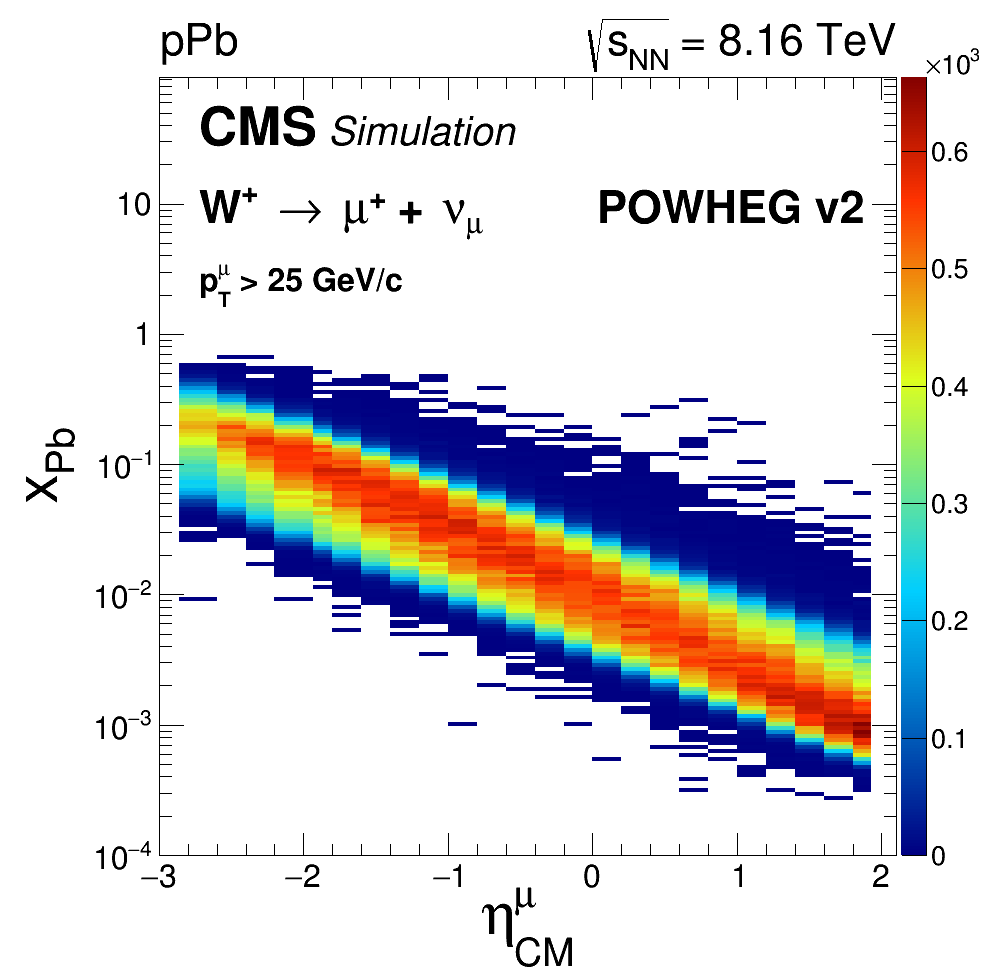 pPb √s_NN = 8.16 TeV
×10³
CMS Simulation
W⁺ → μ⁺ + ν_μ POWHEG v2
p_T^μ > 25 GeV/c
10
1
10⁻¹
10⁻²
10⁻³
10⁻⁴
x_Pb
−3 −2 −1 0 1 2
η_CM^μ
0.6
0.5
0.4
0.3
0.2
0.1
0